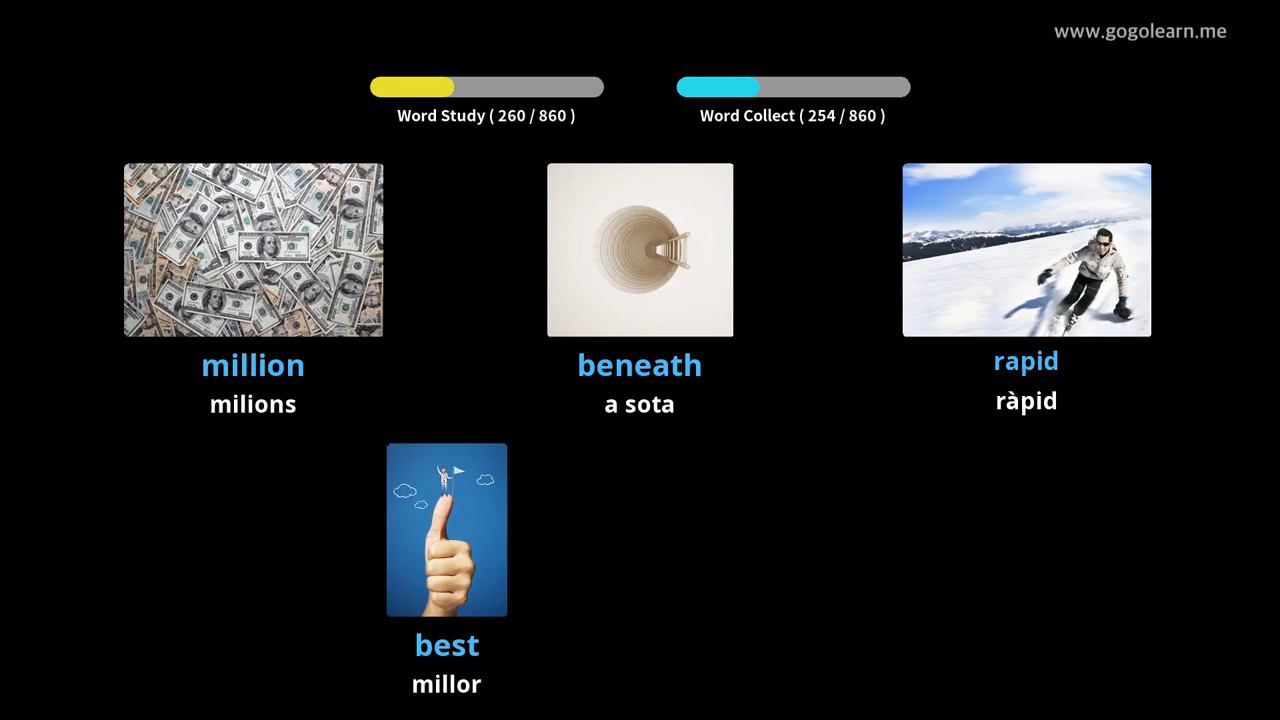 www.gogolearn.me
Word Study ( 260 / 860 )
Word Collect ( 254 / 860 )
million
milions
beneath
a sota
rapid
ràpid
best
millor